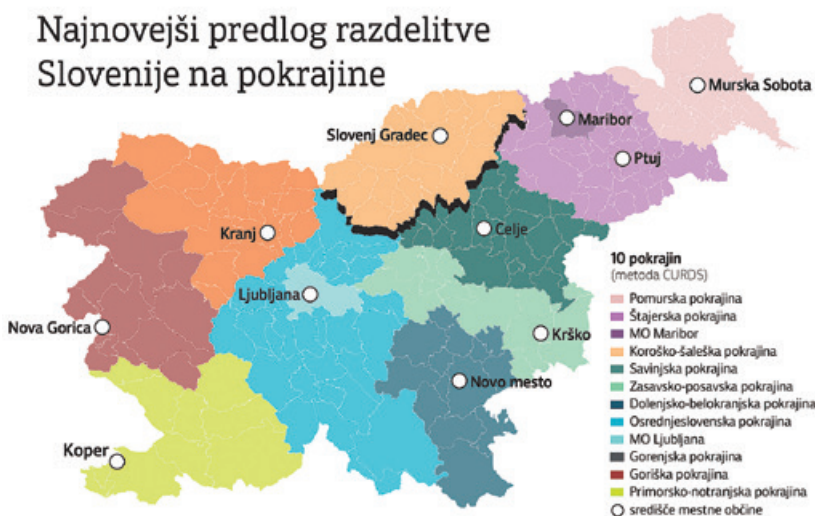 Najnovejši predlog razdelitve
Slovenije na pokrajine
Murska Sobota
Maribor
Slovenj Gradec
Ptuj
Kranj
Celje
Ljubljana
Nova Gorica
Krško
Novo mesto
Koper
10 pokrajin
(metoda CURDS)
Pomurska pokrajina
Štajerska pokrajina
MO Maribor
Koroško-šaleška pokrajina
Savinjska pokrajina
Zasavsko-posavska pokrajina
Dolenjsko-belokranjska pokrajina
Osrednjeslovenska pokrajina
MO Ljubljana
Gorenjska pokrajina
Goriška pokrajina
Primorsko-notranjska pokrajina
središče mestne občine